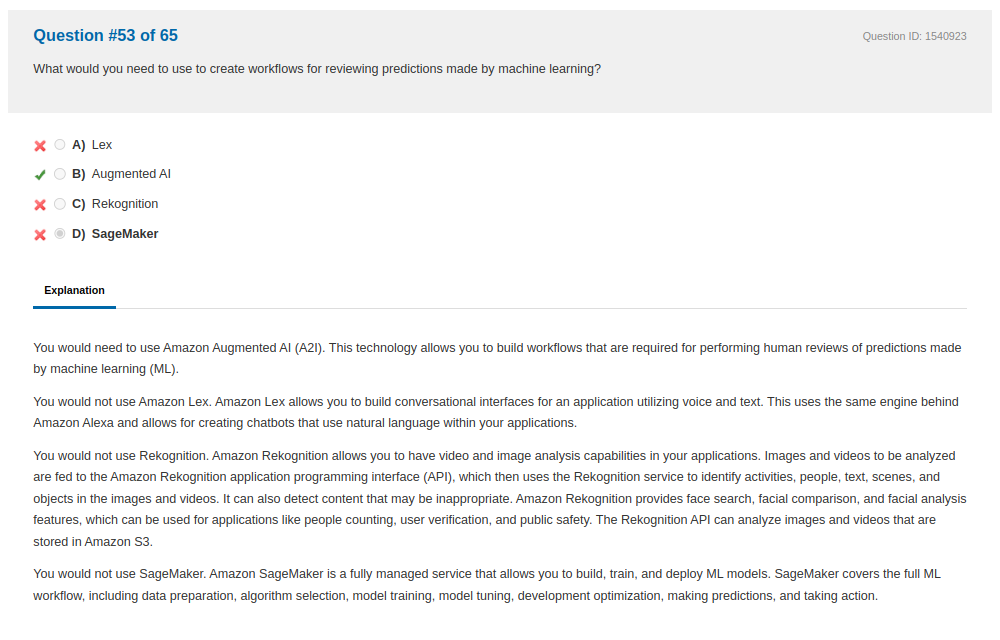 Question #53 of 65
Question ID: 1540923
What would you need to use to create workflows for reviewing predictions made by machine learning?
A) Lex
B) Augmented AI
C) Rekognition
D) SageMaker
Explanation
You would need to use Amazon Augmented AI (A2I). This technology allows you to build workflows that are required for performing human reviews of predictions made
by machine learning (ML).
You would not use Amazon Lex. Amazon Lex allows you to build conversational interfaces for an application utilizing voice and text. This uses the same engine behind
Amazon Alexa and allows for creating chatbots that use natural language within your applications.
You would not use Rekognition. Amazon Rekognition allows you to have video and image analysis capabilities in your applications. Images and videos to be analyzed
are fed to the Amazon Rekognition application programming interface (API), which then uses the Rekognition service to identify activities, people, text, scenes, and
objects in the images and videos. It can also detect content that may be inappropriate. Amazon Rekognition provides face search, facial comparison, and facial analysis
features, which can be used for applications like people counting, user verification, and public safety. The Rekognition API can analyze images and videos that are
stored in Amazon S3.
You would not use SageMaker. Amazon SageMaker is a fully managed service that allows you to build, train, and deploy ML models. SageMaker covers the full ML
workflow, including data preparation, algorithm selection, model training, model tuning, development optimization, making predictions, and taking action.